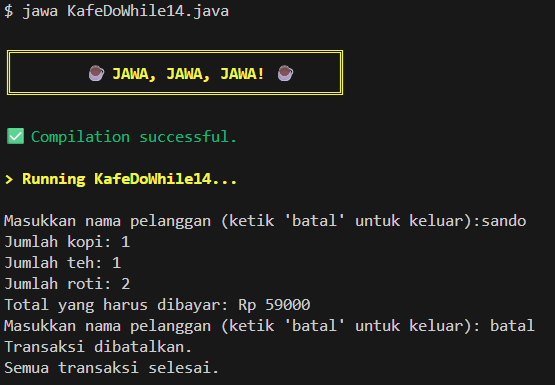 $ jawa KafeDoWhile14.java
☕ JAWA, JAWA, JAWA! ☕
✅ Compilation successful.
> Running KafeDoWhile14...
Masukkan nama pelanggan (ketik 'batal' untuk keluar):sando
Jumlah kopi: 1
Jumlah teh: 1
Jumlah roti: 2
Total yang harus dibayar: Rp 59000
Masukkan nama pelanggan (ketik 'batal' untuk keluar): batal
Transaksi dibatalkan.
Semua transaksi selesai.